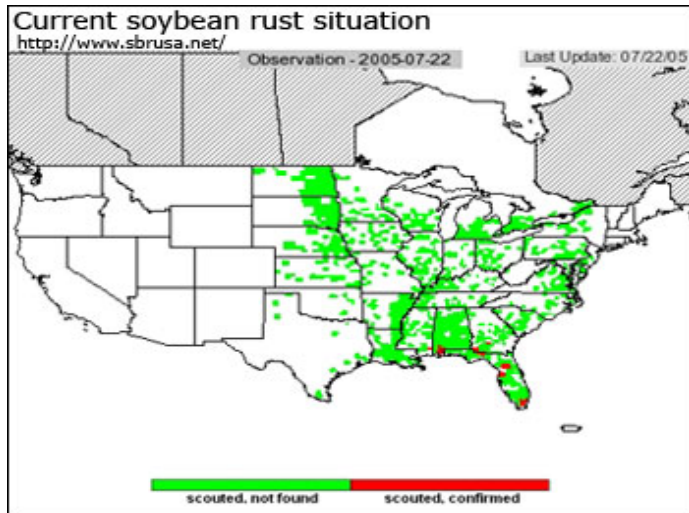 Current soybean rust situation
http://www.sbrusa.net/
Observation - 2005-07-22
Last Update: 07/22/05
scouted, not found
scouted, confirmed